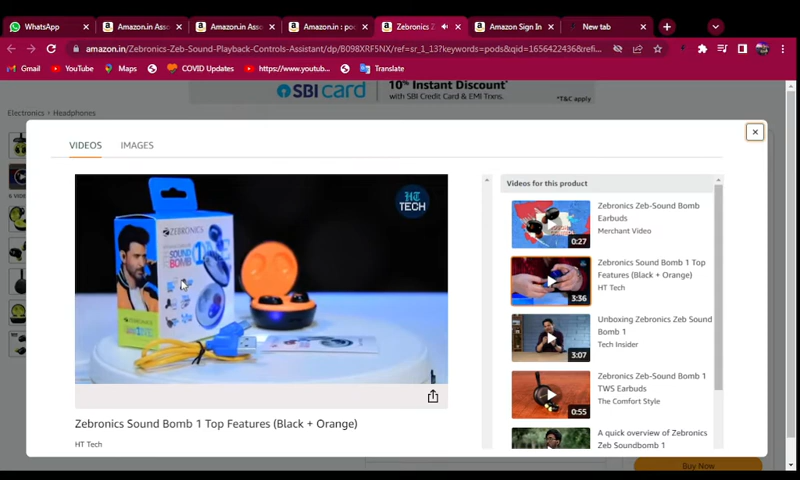 WhatsApp
Amazon.in Asso
Amazon.in Asso
Amazon.in : pod
Zebronics Z
Amazon Sign In
New tab
amazon.in/Zebronics-Zeb-Sound-Playback-Controls-Assistant/dp/B098XRF5NX/ref=sr_1_13?keywords=pods&qid=1656422436&refi...
Gmail
YouTube
Maps
COVID Updates
https://www.youtub...
Translate
SBI card
10% Instant Discount*
with SBI Credit Card & EMI Txns.
*T&C apply
Electronics › Headphones
VIDEOS
IMAGES
6 VIDEOS
HT
TECH
ZEBRONICS
SOUND
BOMB
Zebronics Sound Bomb 1 Top Features (Black + Orange)
HT Tech
Videos for this product
Zebronics Zeb-Sound Bomb
Earbuds
Merchant Video
0:27
Zebronics Sound Bomb 1 Top
Features (Black + Orange)
HT Tech
3:36
Unboxing Zebronics Zeb Sound
Bomb 1
Tech Insider
3:07
Zebronics Zeb-Sound Bomb 1
TWS Earbuds
The Comfort Style
0:55
A quick overview of Zebronics
Zeb Soundbomb 1
Buy Now